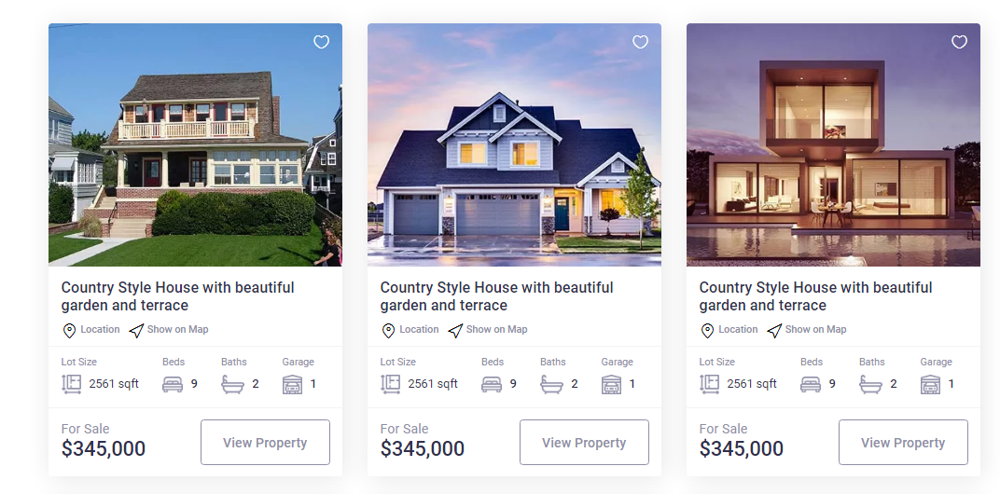 Country Style House with beautiful
garden and terrace
Location Show on Map
Lot Size Beds Baths Garage
2561 sqft 9 2 1
For Sale
$345,000
View Property
Country Style House with beautiful
garden and terrace
Location Show on Map
Lot Size Beds Baths Garage
2561 sqft 9 2 1
For Sale
$345,000
View Property
Country Style House with beautiful
garden and terrace
Location Show on Map
Lot Size Beds Baths Garage
2561 sqft 9 2 1
For Sale
$345,000
View Property